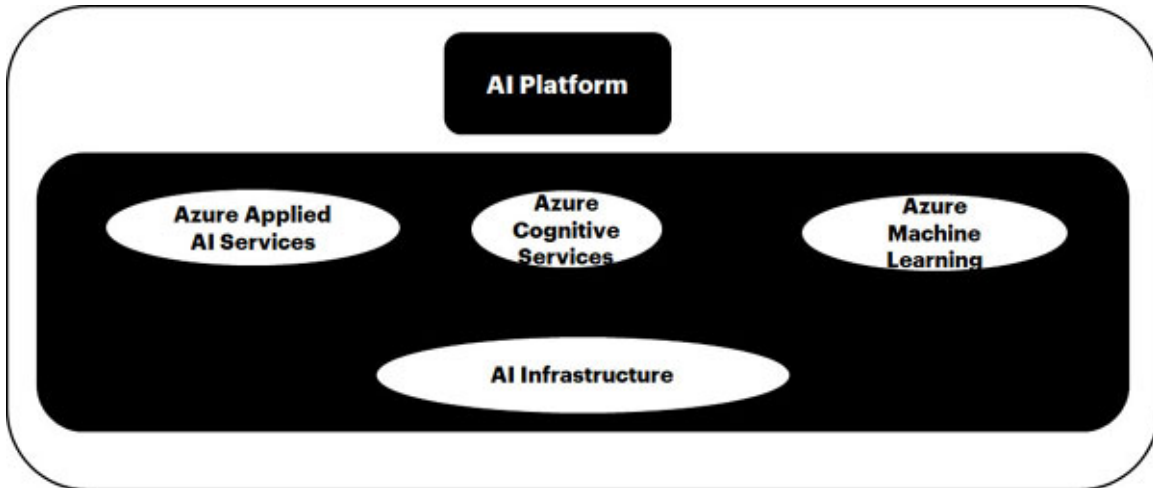 AI Platform
Azure Applied
AI Services
Azure
Cognitive
Services
Azure
Machine
Learning
AI Infrastructure